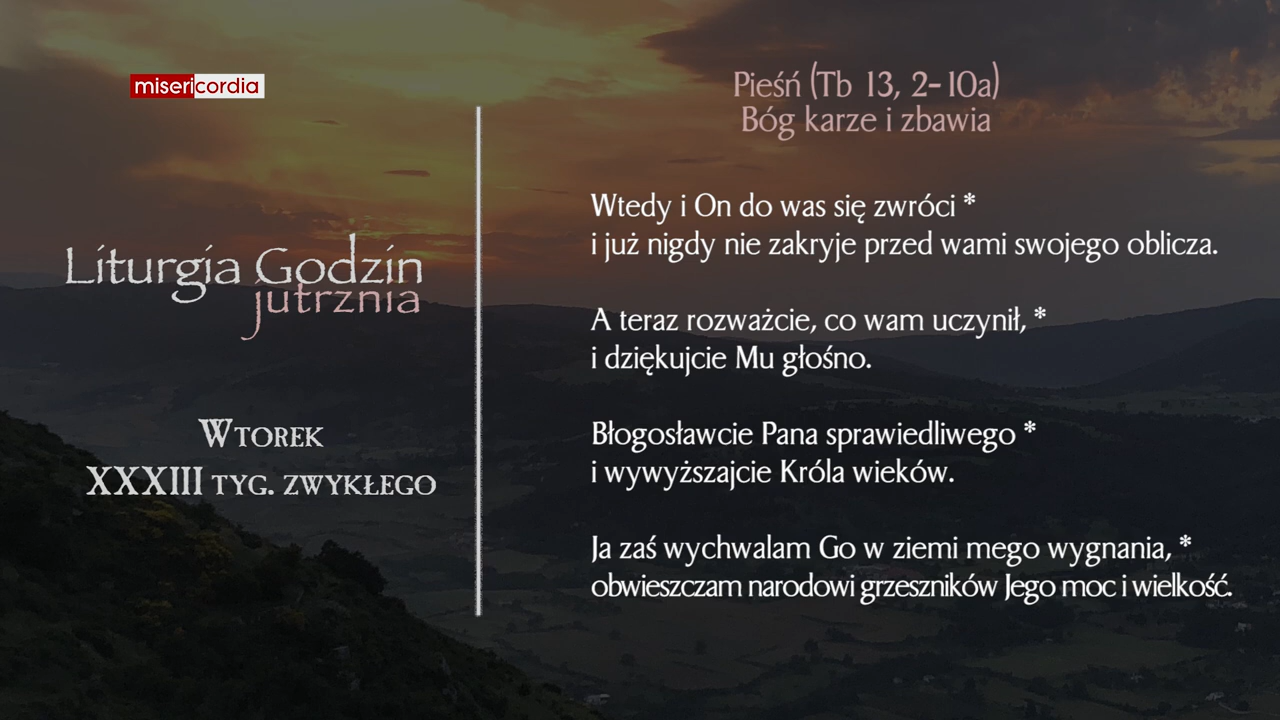 misericordia
Liturgia Godzin
jutrznia
Wtorek
XXXIII tyg. zwykłego
Pieśń (Tb 13, 2-10a)
Bóg karze i zbawia
Wtedy i On do was się zwróci *
i już nigdy nie zakryje przed wami swojego oblicza.
A teraz rozważcie, co wam uczynił, *
i dziękujcie Mu głośno.
Błogosławcie Pana sprawiedliwego *
i wywyższajcie Króla wieków.
Ja zaś wychwalam Go w ziemi mego wygnania, *
obwieszczam narodowi grzeszników Jego moc i wielkość.